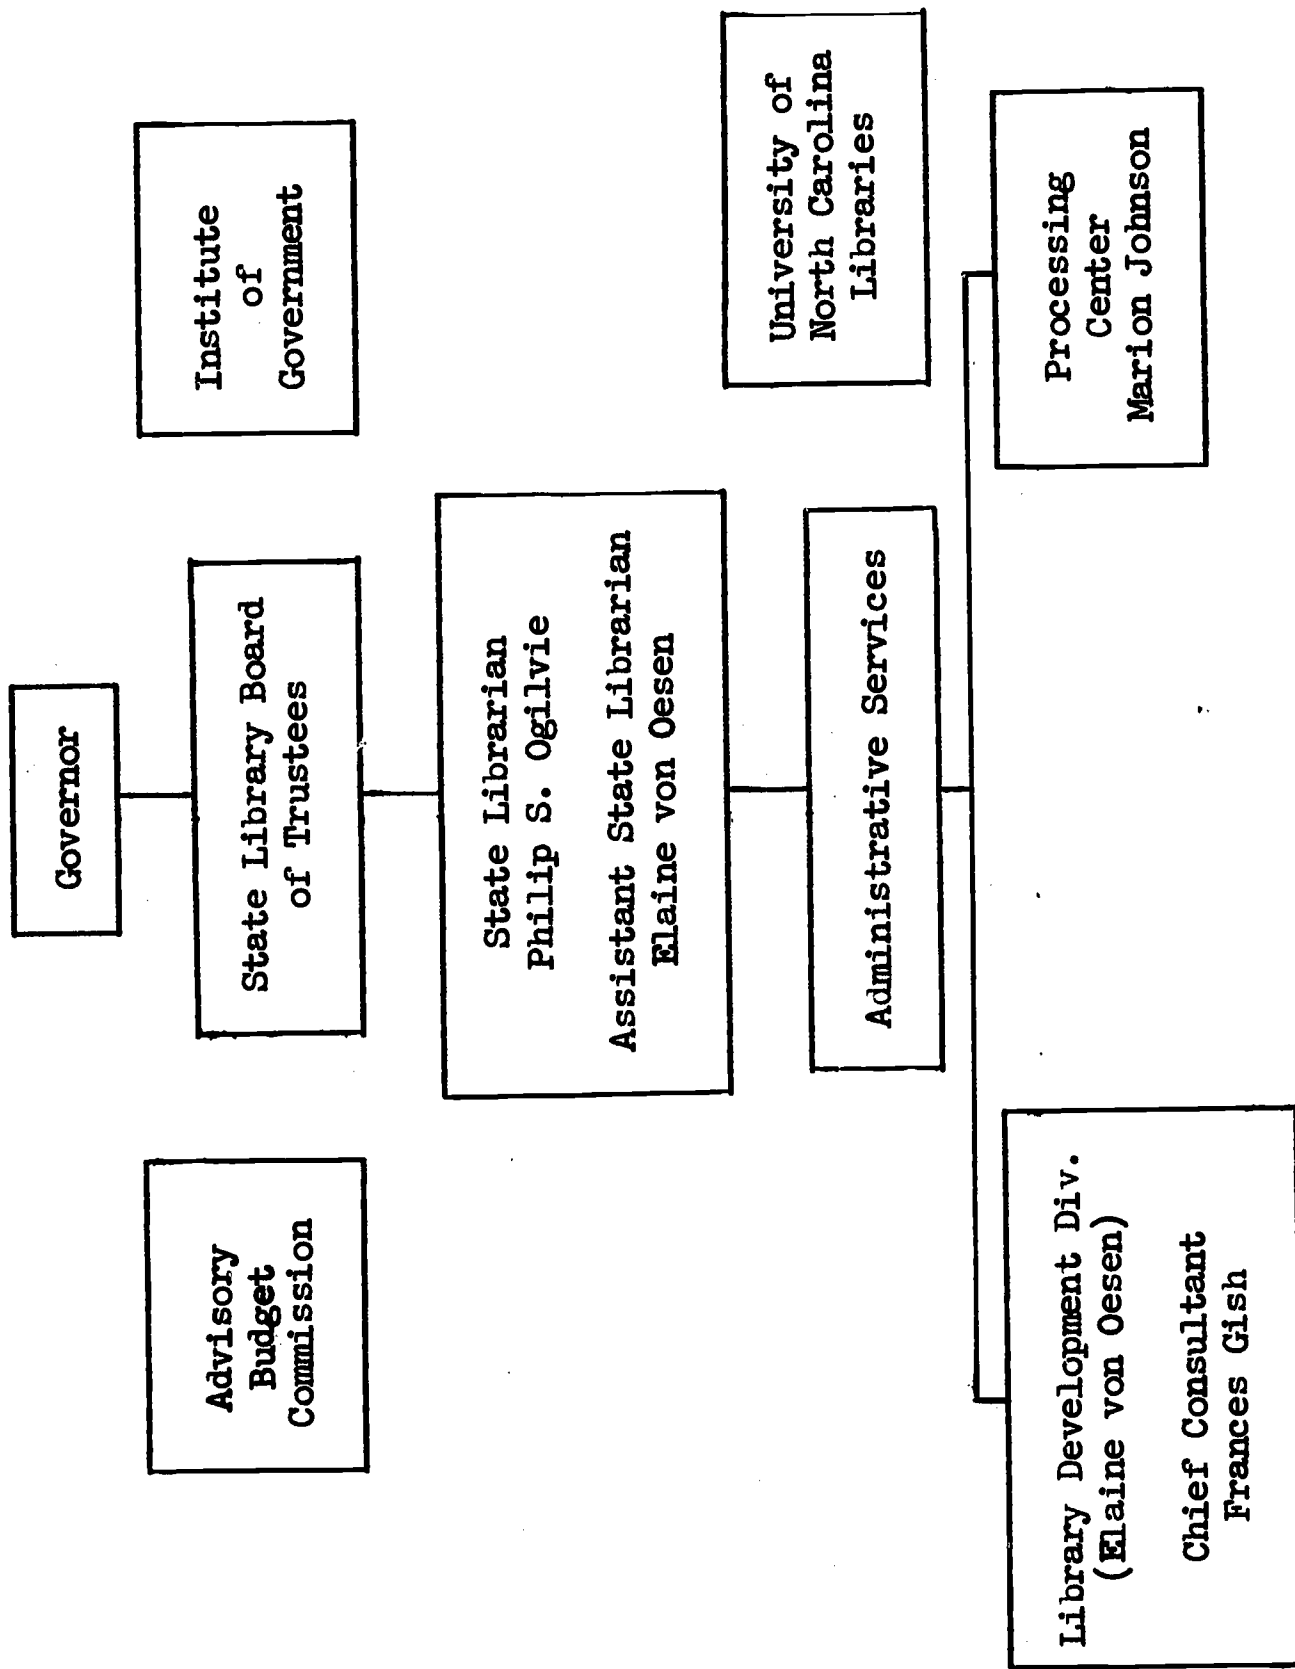 Governor
Advisory
Budget
Commission
State Library Board
of Trustees
Institute
of
Government
State Librarian
Philip S. Ogilvie
Assistant State Librarian
Elaine von Oesen
Administrative Services
University of
North Carolina
Libraries
Library Development Div.
(Elaine von Oesen)
Chief Consultant
Frances Gish
Processing
Center
Marion Johnson